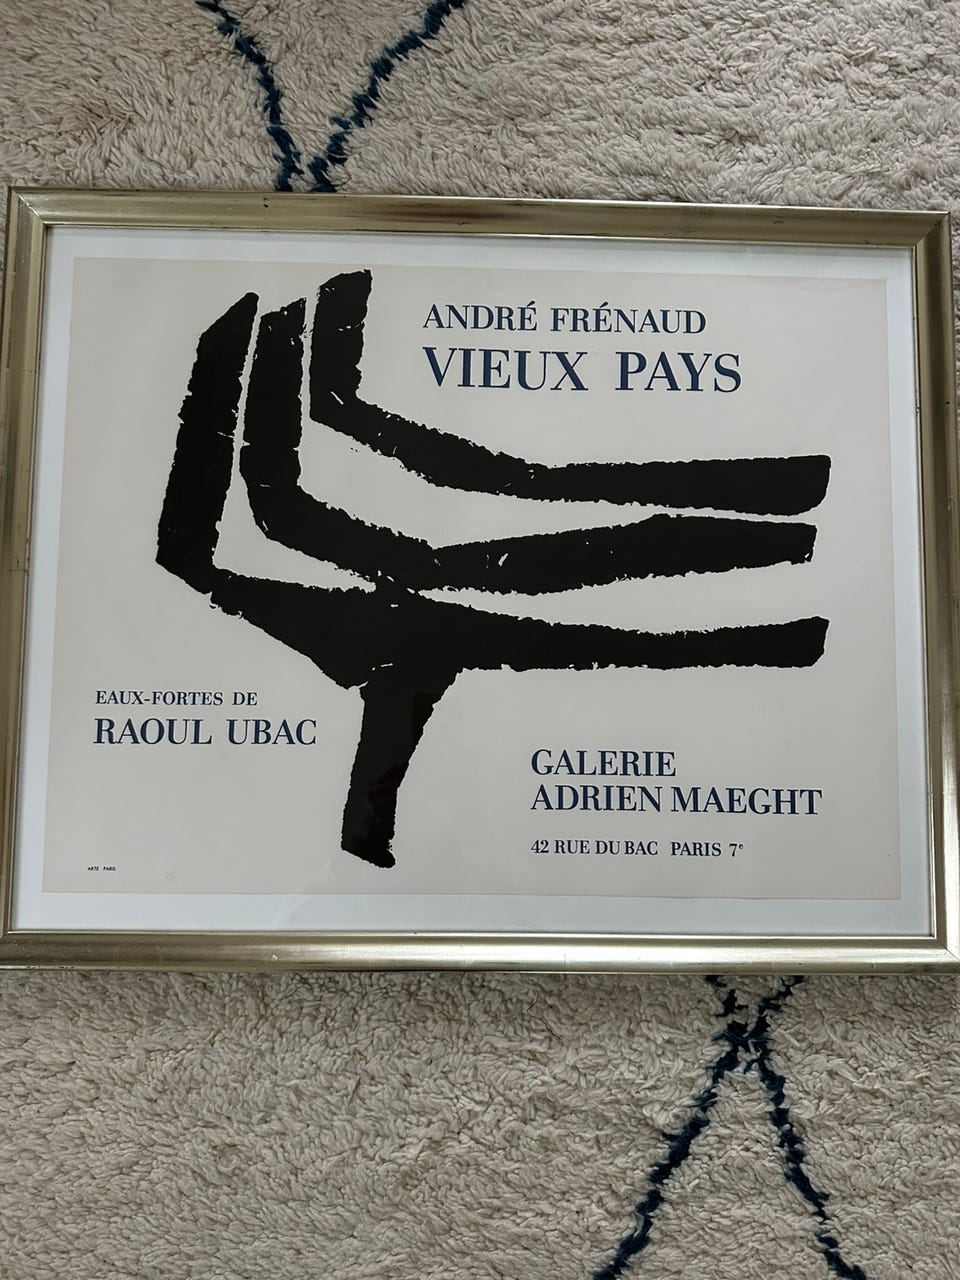 ANDRÉ FRÉNAUD
VIEUX PAYS
EAUX-FORTES DE
RAOUL UBAC
GALERIE
ADRIEN MAEGHT
42 RUE DU BAC PARIS 7e
ARTE PARIS